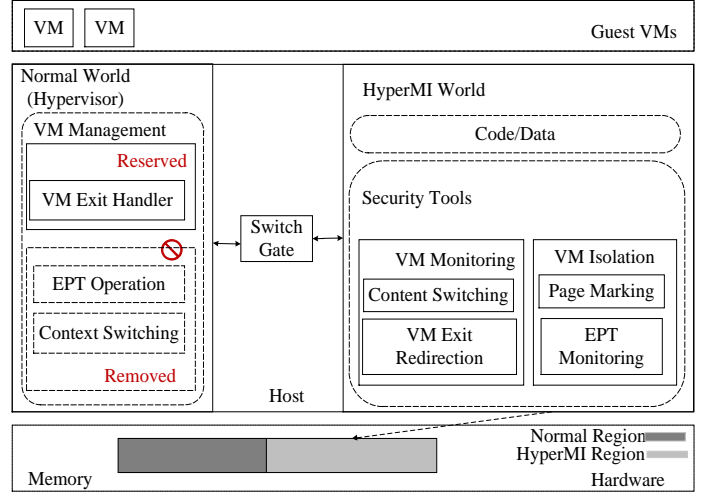 VM VM Guest VMs
Normal World
(Hypervisor)
VM Management
Reserved
VM Exit Handler
EPT Operation
Context Switching
Removed
Switch
Gate
Host
HyperMI World
Code/Data
Security Tools
VM Monitoring
Content Switching
VM Exit
Redirection
VM Isolation
Page Marking
EPT
Monitoring
Normal Region
HyperMI Region
Memory
Hardware